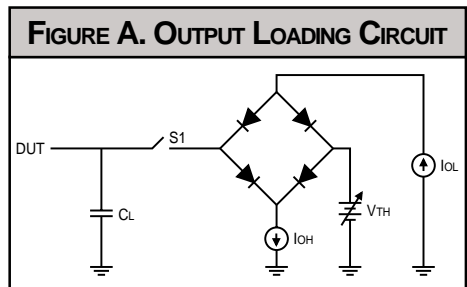 FIGURE A. OUTPUT LOADING CIRCUIT
DUT
S1
CL
IOH
VTH
IOL